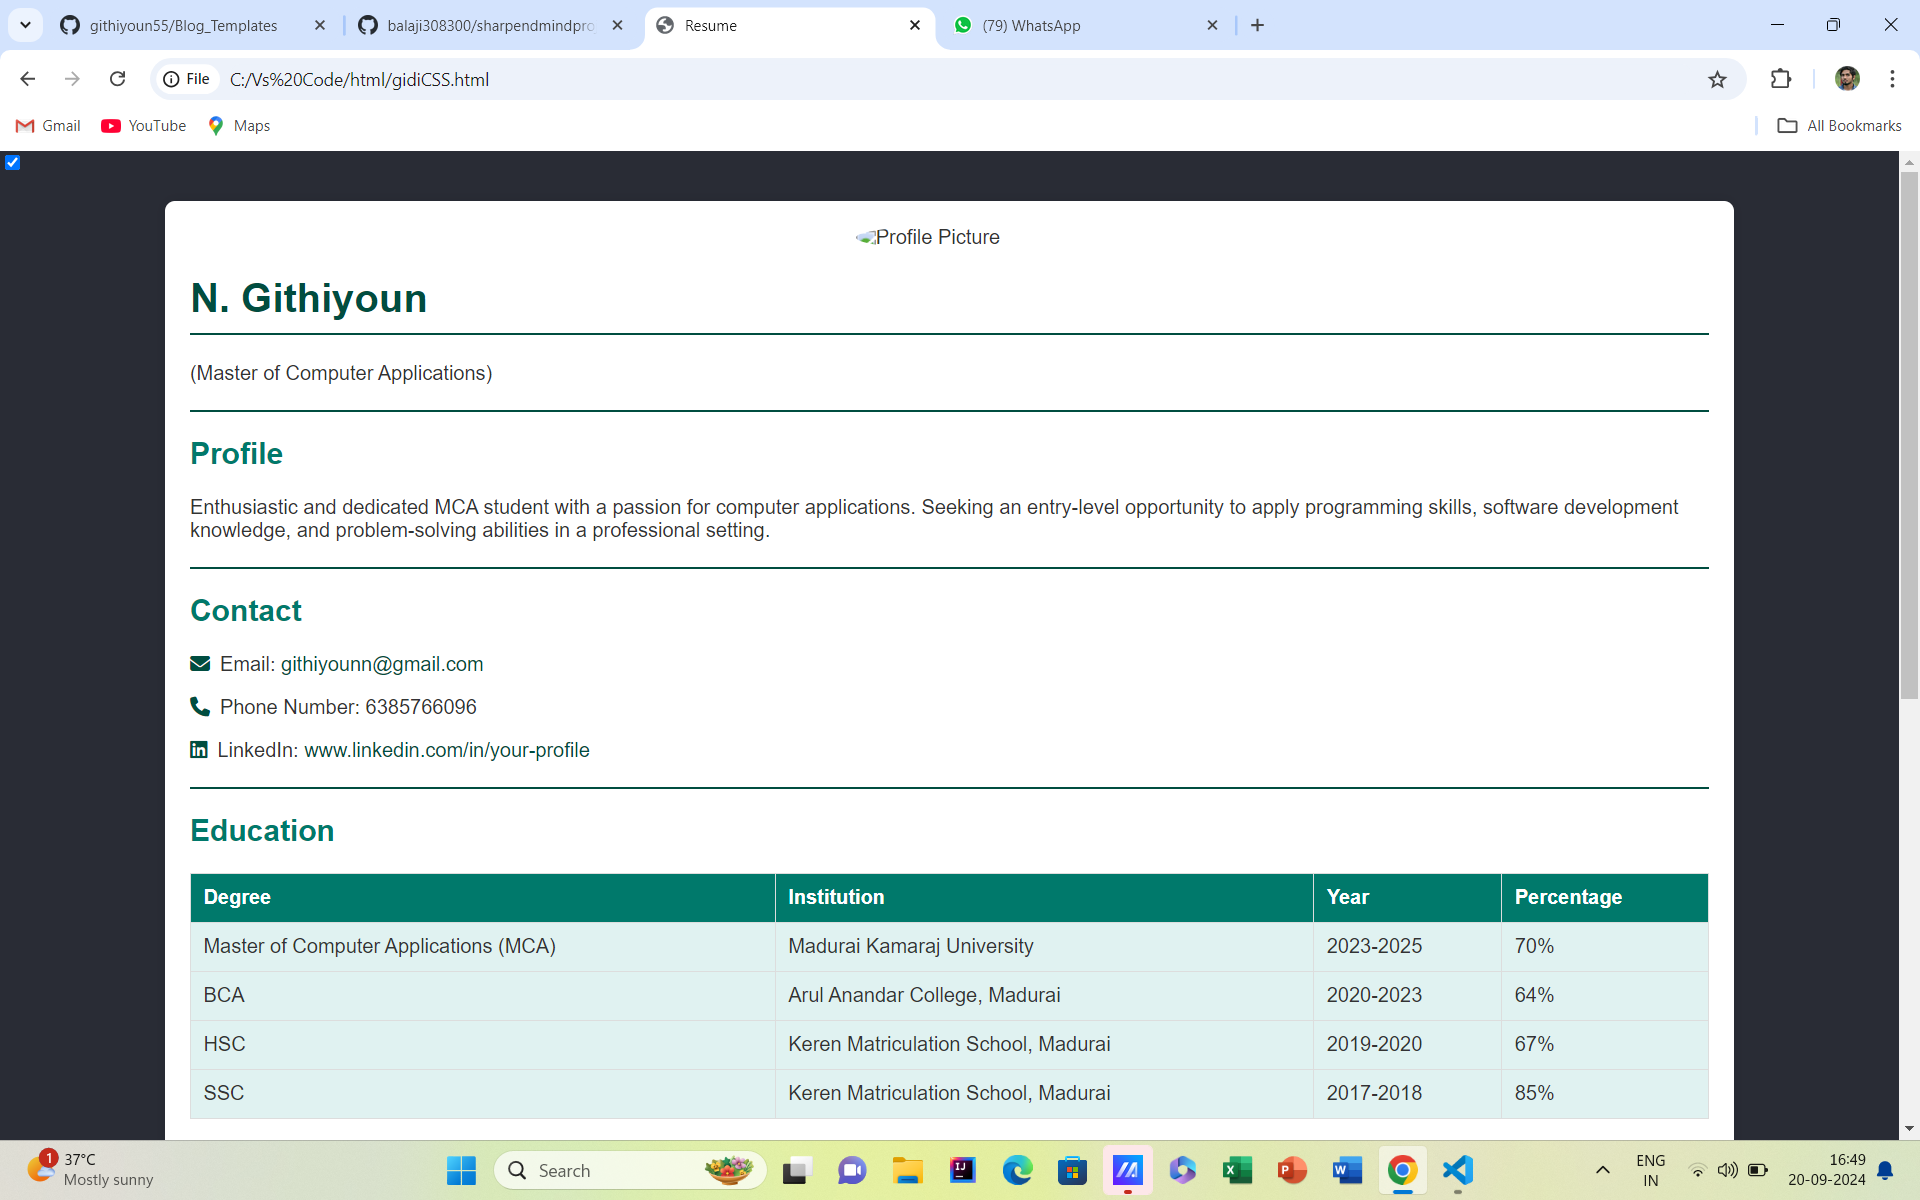 githiyoun55/Blog_Templates
balaji308300/sharpendmindpro
Resume
(79) WhatsApp
File
C:/Vs%20Code/html/gidiCSS.html
Gmail
YouTube
Maps
All Bookmarks
Profile Picture
N. Githiyoun
(Master of Computer Applications)
Profile
Enthusiastic and dedicated MCA student with a passion for computer applications. Seeking an entry-level opportunity to apply programming skills, software development
knowledge, and problem-solving abilities in a professional setting.
Contact
Email: githiyounn@gmail.com
Phone Number: 6385766096
LinkedIn: www.linkedin.com/in/your-profile
Education
Degree Institution Year Percentage
Master of Computer Applications (MCA) Madurai Kamaraj University 2023-2025 70%
BCA Arul Anandar College, Madurai 2020-2023 64%
HSC Keren Matriculation School, Madurai 2019-2020 67%
SSC Keren Matriculation School, Madurai 2017-2018 85%
1
37°C
Mostly sunny
Search
ENG
IN
16:49
20-09-2024